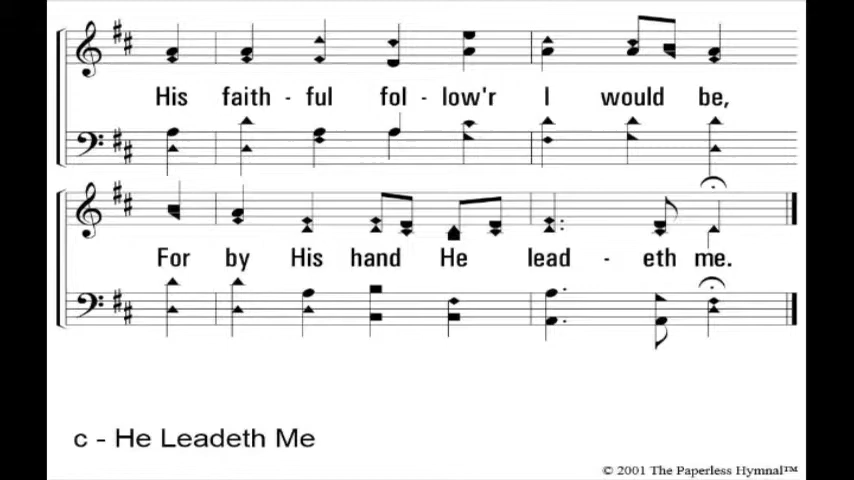 His faith - ful fol - low'r I would be,
For by His hand He lead - eth me.
c - He Leadeth Me
© 2001 The Paperless Hymnal™